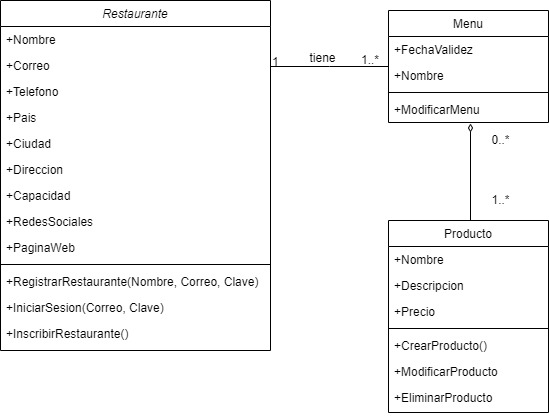 Restaurante
+Nombre
+Correo
+Telefono
+Pais
+Ciudad
+Direccion
+Capacidad
+RedesSociales
+PaginaWeb
+RegistrarRestaurante(Nombre, Correo, Clave)
+IniciarSesion(Correo, Clave)
+InscribirRestaurante()
1
tiene
1..*
Menu
+FechaValidez
+Nombre
+ModificarMenu
0..*
1..*
Producto
+Nombre
+Descripcion
+Precio
+CrearProducto()
+ModificarProducto
+EliminarProducto